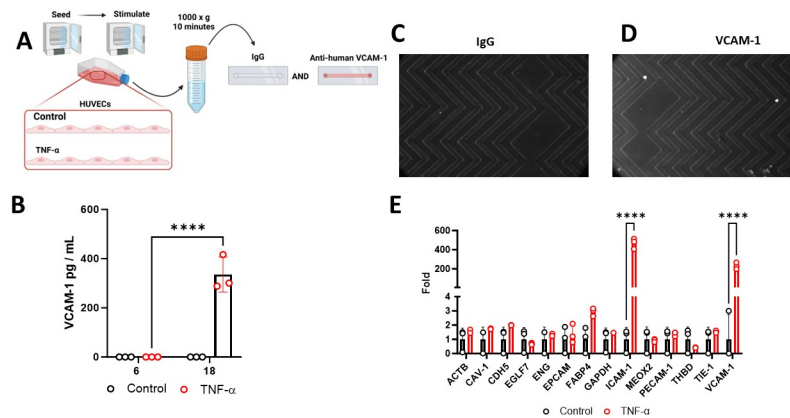 A
Seed
Stimulate
1000 x g
10 minutes
IgG
AND
Anti-human VCAM-1
HUVECs
Control
TNF-α
C
IgG
D
VCAM-1
B
VCAM-1 pg / mL
600
400
200
0
6
18
****
Control
TNF-α
E
Fold
600
400
200
4
3
2
1
0
****
****
ACTB
CAV-1
CDH5
EGLF7
ENG
EPCAM
FABP4
GAPDH
ICAM-1
MEOX2
PECAM-1
THBD
TIE-1
VCAM-1
Control
TNF-α